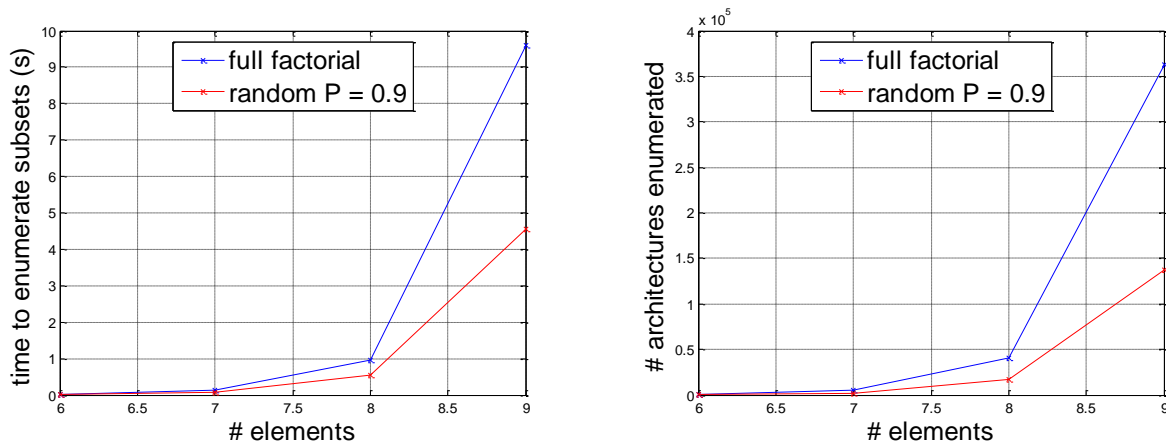 10
9
8
7
6
5
4
3
2
1
0
time to enumerate subsets (s)
full factorial
random P = 0.9
6 6.5 7 7.5 8 8.5 9
# elements
x 10^5
4
3.5
3
2.5
2
1.5
1
0.5
0
# architectures enumerated
full factorial
random P = 0.9
6 6.5 7 7.5 8 8.5 9
# elements